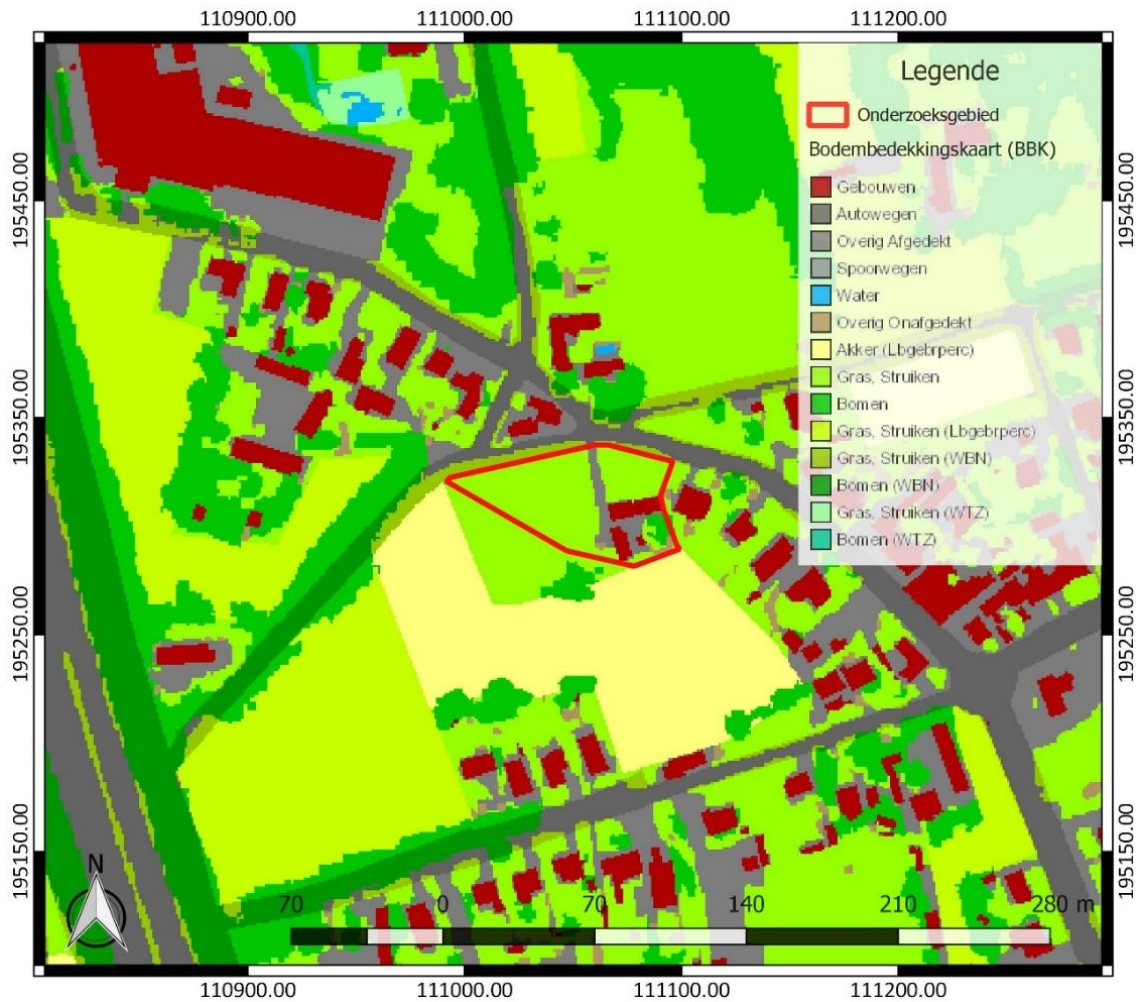 110900.00 111000.00 111100.00 111200.00
Legende
Onderzoeksgebied
Bodembedekkingskaart (BBK)
Gebouwen
Autowegen
Overig Afgedekt
Spoorwegen
Water
Overig Onafgedekt
Akker (Lbgebrperc)
Gras, Struiken
Bomen
Gras, Struiken (Lbgebrperc)
Gras, Struiken (WBN)
Bomen (WBN)
Gras, Struiken (WTZ)
Bomen (WTZ)
195450.00 195450.00
195350.00 195350.00
195250.00 195250.00
195150.00 195150.00
N
70 0 70 140 210 280 m
110900.00 111000.00 111100.00 111200.00